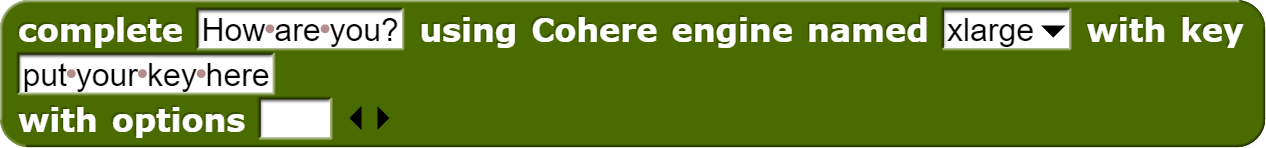 complete How are you? using Cohere engine named xlarge with key
put your key here
with options